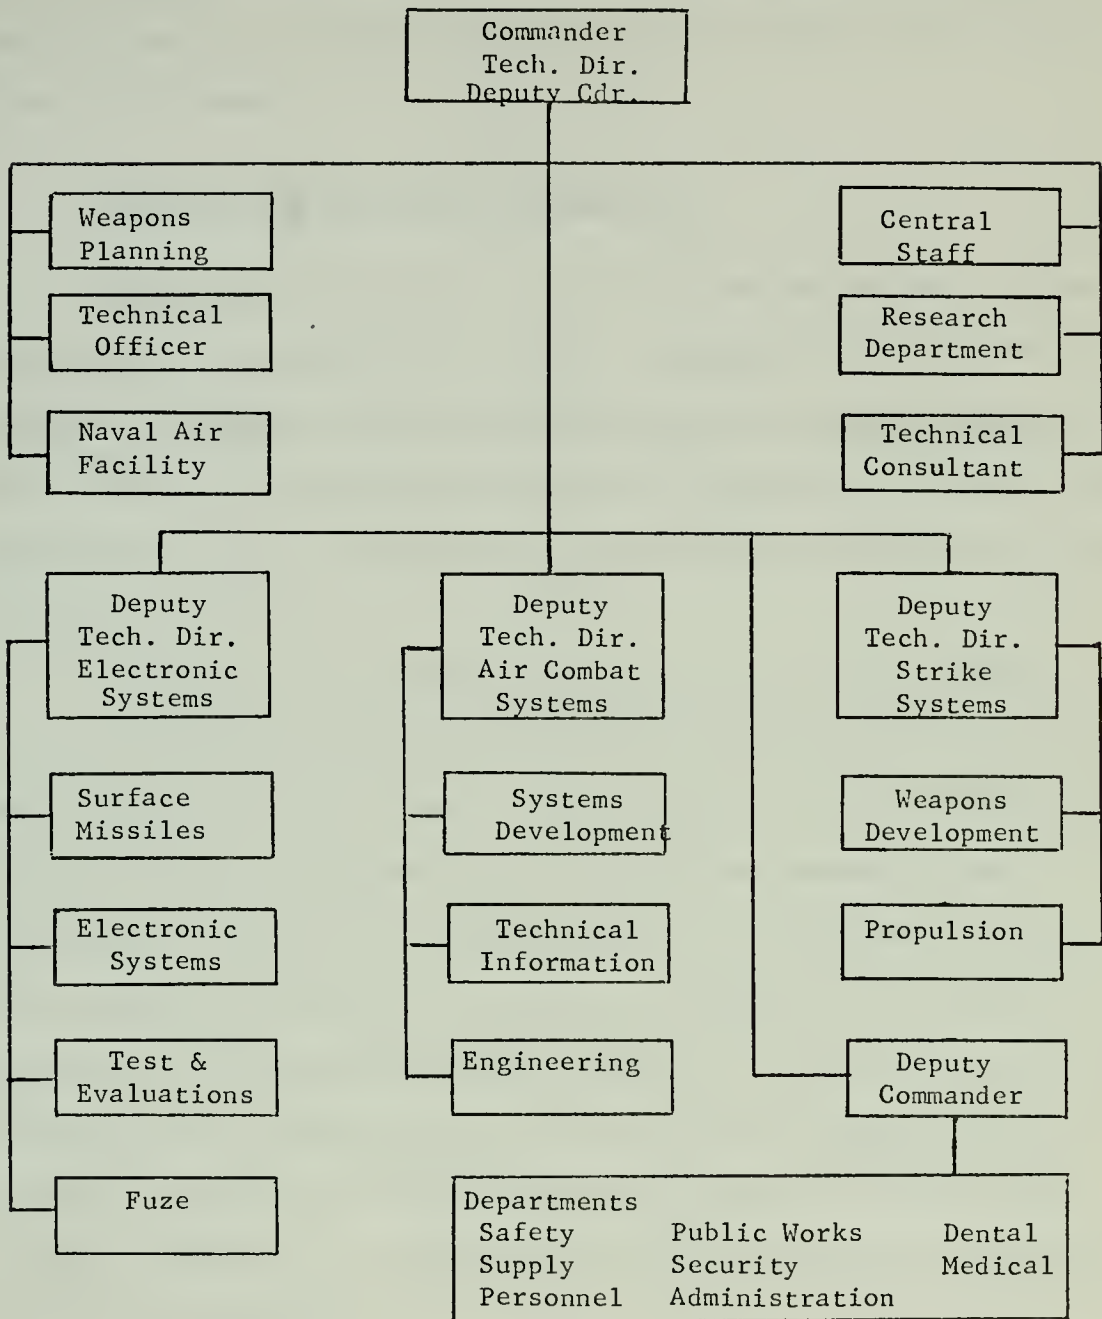 Commander
Tech. Dir.
Deputy Cdr.
Weapons
Planning
Technical
Officer
Naval Air
Facility
Central
Staff
Research
Department
Technical
Consultant
Deputy
Tech. Dir.
Electronic
Systems
Deputy
Tech. Dir.
Air Combat
Systems
Deputy
Tech. Dir.
Strike
Systems
Surface
Missiles
Electronic
Systems
Test &
Evaluations
Fuze
Systems
Development
Technical
Information
Engineering
Weapons
Development
Propulsion
Deputy
Commander
Departments
Safety Public Works Dental
Supply Security Medical
Personnel Administration